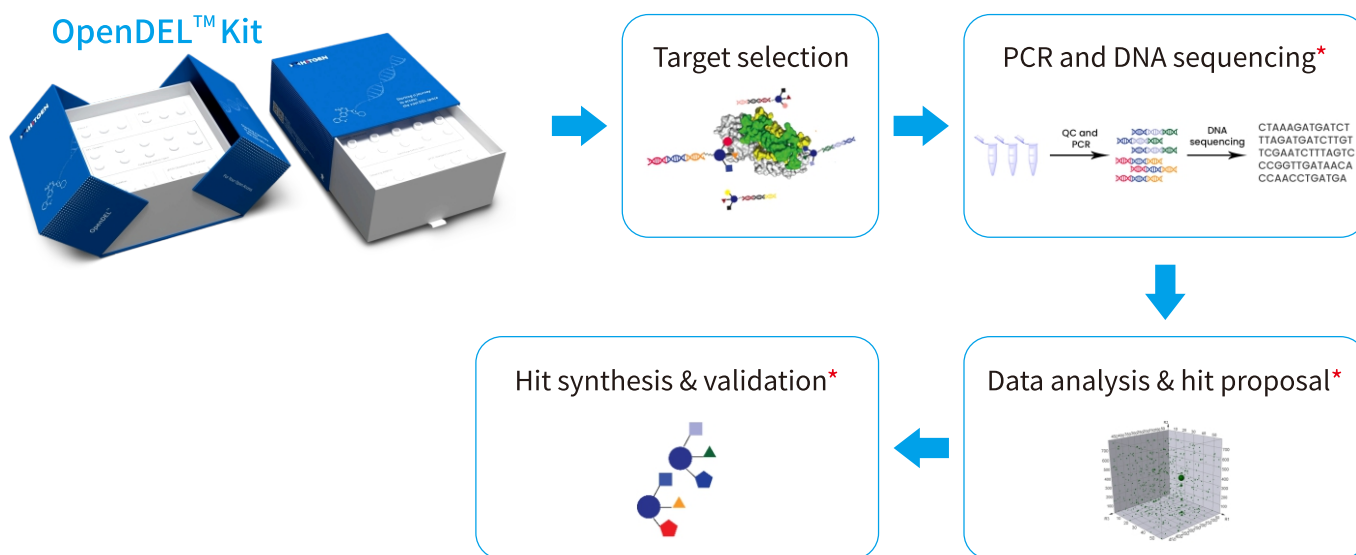 OpenDEL™ Kit
OpenDEL™
Target selection
PCR and DNA sequencing*
QC and
PCR
DNA
sequencing
CTAAAGATGATCT
TTAGATGATCTTGT
TCGAATCTTTAGTC
CCGGTTGATAACA
CCAACCTGATGA
Data analysis & hit proposal*
Hit synthesis & validation*